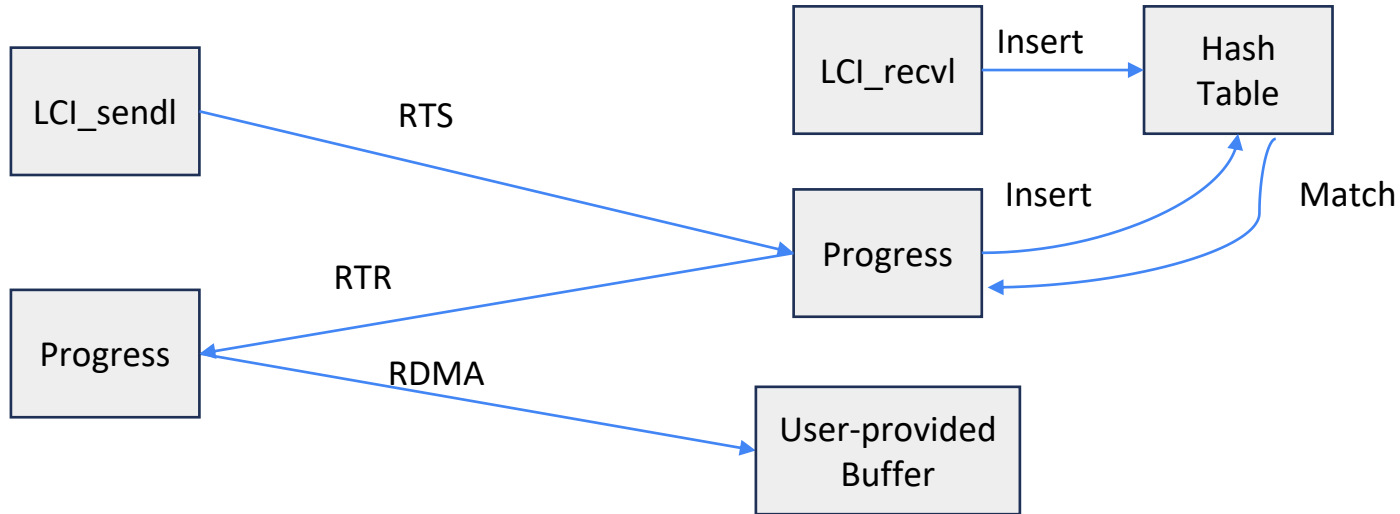 LCI_sendl
RTS
LCI_recvl
Insert
Hash
Table
Progress
Insert
Match
RTR
Progress
RDMA
User-provided
Buffer